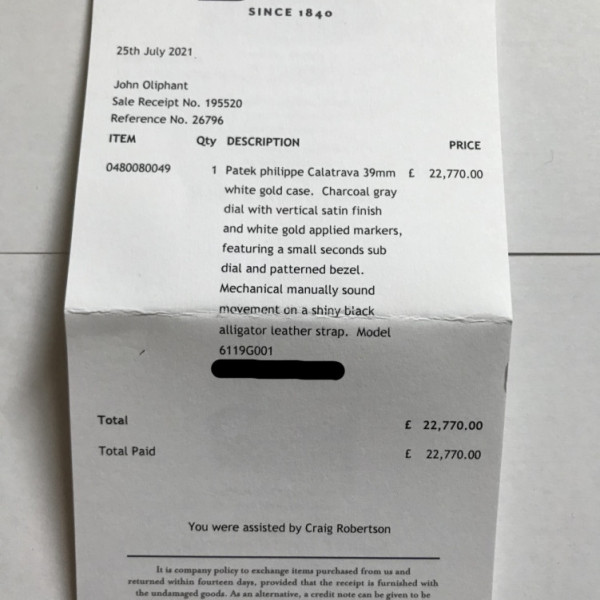 SINCE 1840
25th July 2021
John Oliphant
Sale Receipt No. 195520
Reference No. 26796
ITEM Qty DESCRIPTION PRICE
0480080049 1 Patek philippe Calatrava 39mm £ 22,770.00
white gold case. Charcoal gray
dial with vertical satin finish
and white gold applied markers,
featuring a small seconds sub
dial and patterned bezel.
Mechanical manually sound
movement on a shiny black
alligator leather strap. Model
6119G001
Total £ 22,770.00
Total Paid £ 22,770.00
You were assisted by Craig Robertson
It is company policy to exchange items purchased from us and
returned within fourteen days, provided that the receipt is furnished with
the undamaged goods. As an alternative, a credit note can be given to be